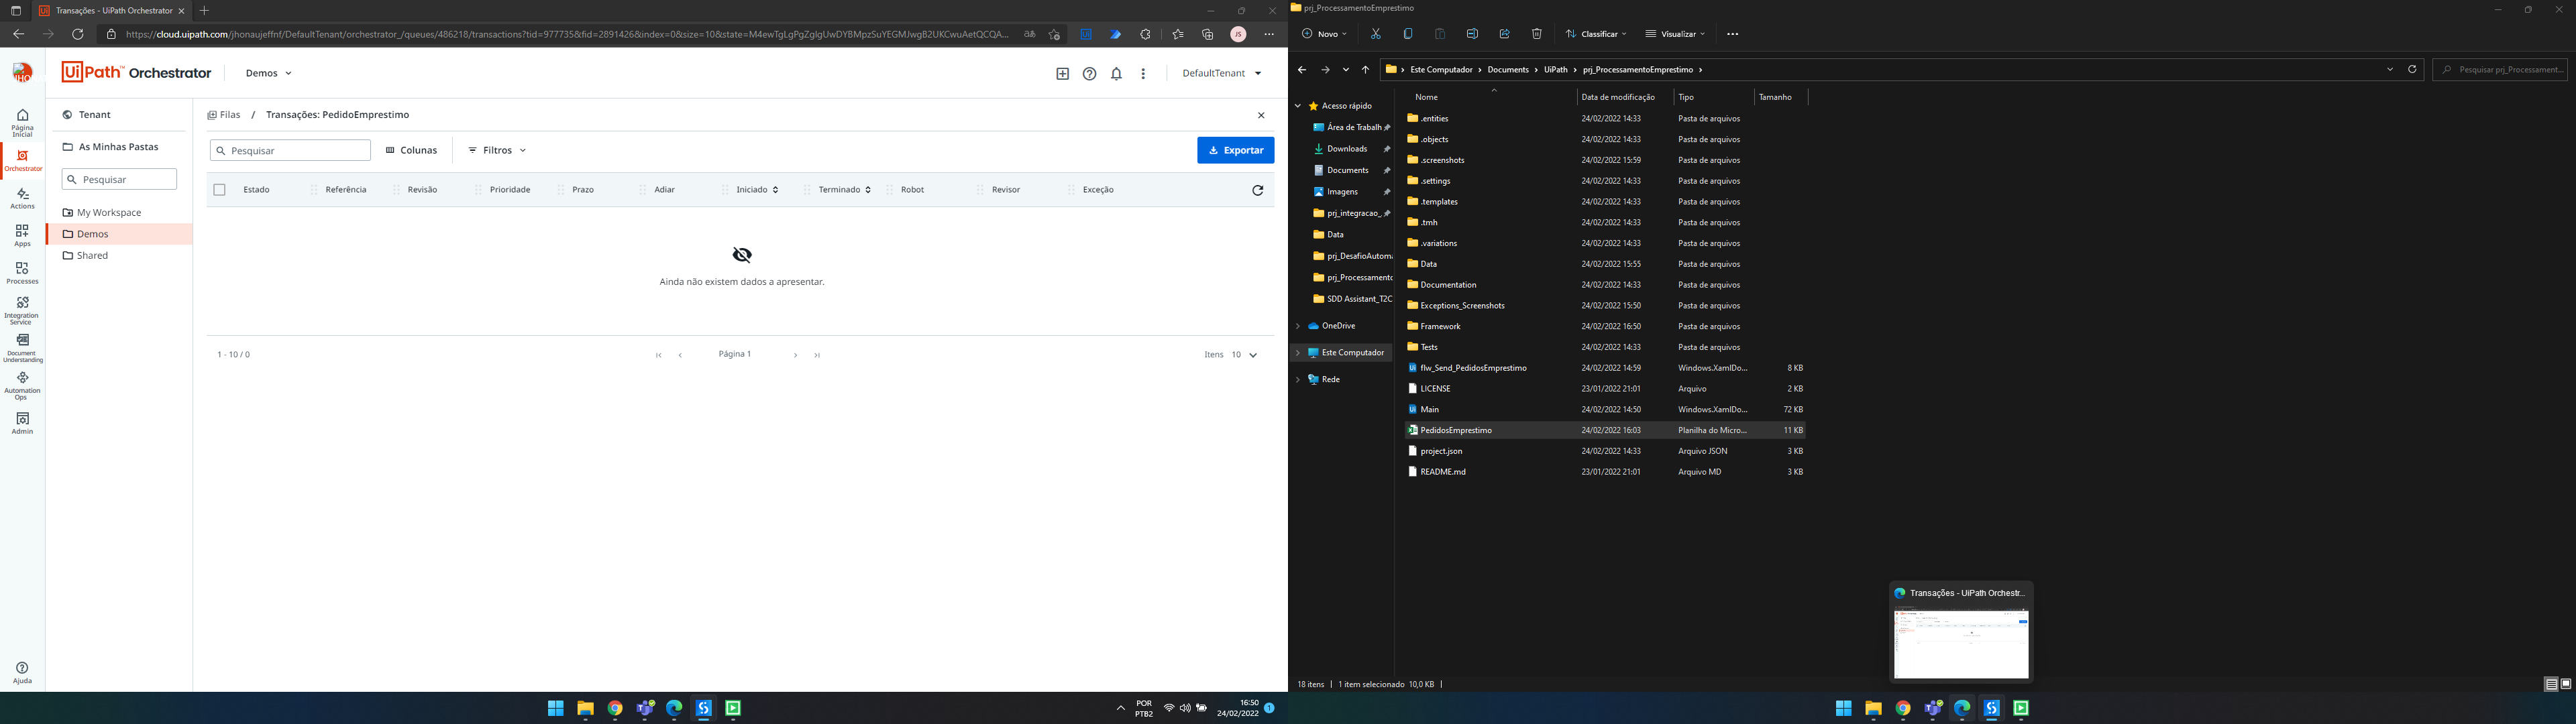 Transações - UiPath Orchestrator
https://cloud.uipath.com/jhonaujeffnf/DefaultTenant/orchestrator_/queues/486218/transactions?tid=977735&fid=2891426&index=0&size=10&state=M4ewTgLgPgZglgUwDYBMpzSuYEGMJwgB2UKCwuAetQCQA...
JS
UiPath™ Orchestrator
Demos
DefaultTenant
Página Inicial
Orchestrator
Actions
Apps
Processes
Integration Service
Document Understanding
Automation Ops
Admin
Ajuda
Tenant
As Minhas Pastas
Pesquisar
My Workspace
Demos
Shared
Filas / Transações: PedidoEmprestimo
Pesquisar
Colunas
Filtros
Exportar
Estado Referência Revisão Prioridade Prazo Adiar Iniciado Terminado Robot Revisor Exceção
Ainda não existem dados a apresentar.
1 - 10 / 0
Página 1
Itens 10
POR
PTB2
16:50
24/02/2022
1
prj_ProcessamentoEmprestimo
Novo
Classificar
Visualizar
Este Computador › Documents › UiPath › prj_ProcessamentoEmprestimo ›
Pesquisar prj_Processament...
Acesso rápido
Área de Trabalh
Downloads
Documents
Imagens
prj_integracao_
Data
prj_DesafioAutoma
prj_Processamento
SDD Assistant_T2C
OneDrive
Este Computador
Rede
Nome Data de modificação Tipo Tamanho
.entities 24/02/2022 14:33 Pasta de arquivos
.objects 24/02/2022 14:33 Pasta de arquivos
.screenshots 24/02/2022 15:59 Pasta de arquivos
.settings 24/02/2022 14:33 Pasta de arquivos
.templates 24/02/2022 14:33 Pasta de arquivos
.tmh 24/02/2022 14:33 Pasta de arquivos
.variations 24/02/2022 14:33 Pasta de arquivos
Data 24/02/2022 15:55 Pasta de arquivos
Documentation 24/02/2022 14:33 Pasta de arquivos
Exceptions_Screenshots 24/02/2022 15:50 Pasta de arquivos
Framework 24/02/2022 16:50 Pasta de arquivos
Tests 24/02/2022 14:33 Pasta de arquivos
flw_Send_PedidosEmprestimo 24/02/2022 14:59 Windows.XamlDo... 8 KB
LICENSE 23/01/2022 21:01 Arquivo 2 KB
Main 24/02/2022 14:50 Windows.XamlDo... 72 KB
PedidosEmprestimo 24/02/2022 16:03 Planilha do Micro... 11 KB
project.json 24/02/2022 14:33 Arquivo JSON 3 KB
README.md 23/01/2022 21:01 Arquivo MD 3 KB
Transações - UiPath Orchestr...
18 itens 1 item selecionado 10,0 KB